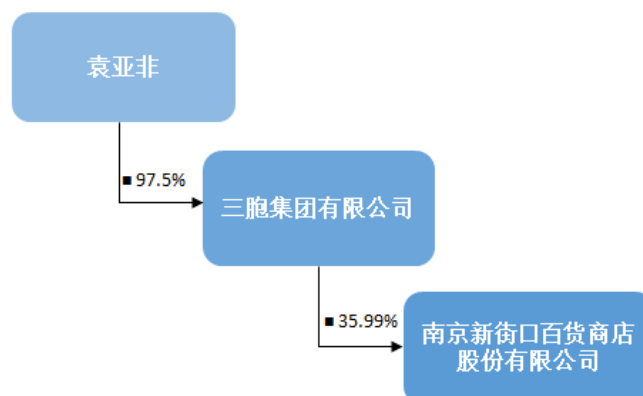 袁亚非
■ 97.5%
三胞集团有限公司
■ 35.99%
南京新街口百货商店
股份有限公司